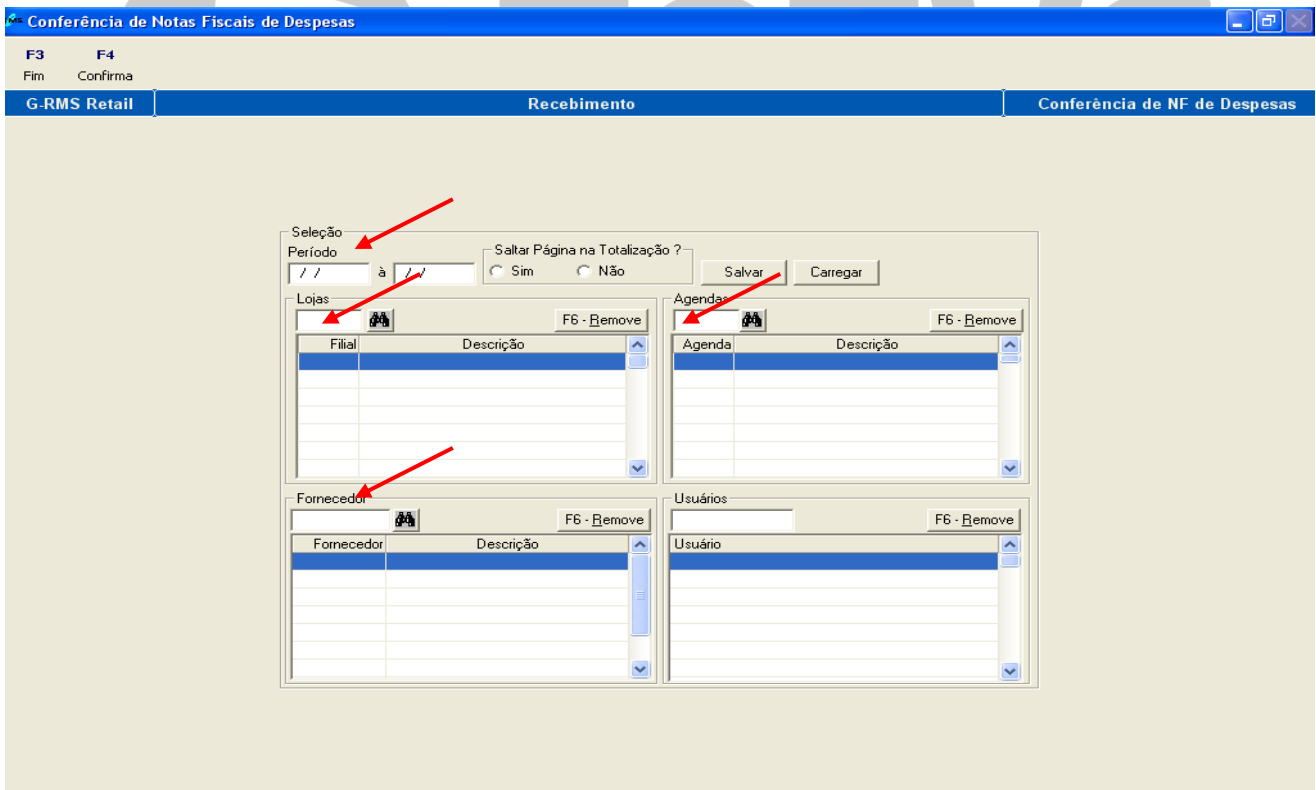 Conferência de Notas Fiscais de Despesas
F3 F4
Fim Confirma
G-RMS Retail Recebimento Conferência de NF de Despesas
Seleção
Período Saltar Página na Totalização ?
/ / à / / Sim Não Salvar Carregar
Lojas Agendas
F6 - Remove F6 - Remove
Filial Descrição Agenda Descrição
Fornecedor Usuários
F6 - Remove F6 - Remove
Fornecedor Descrição Usuário